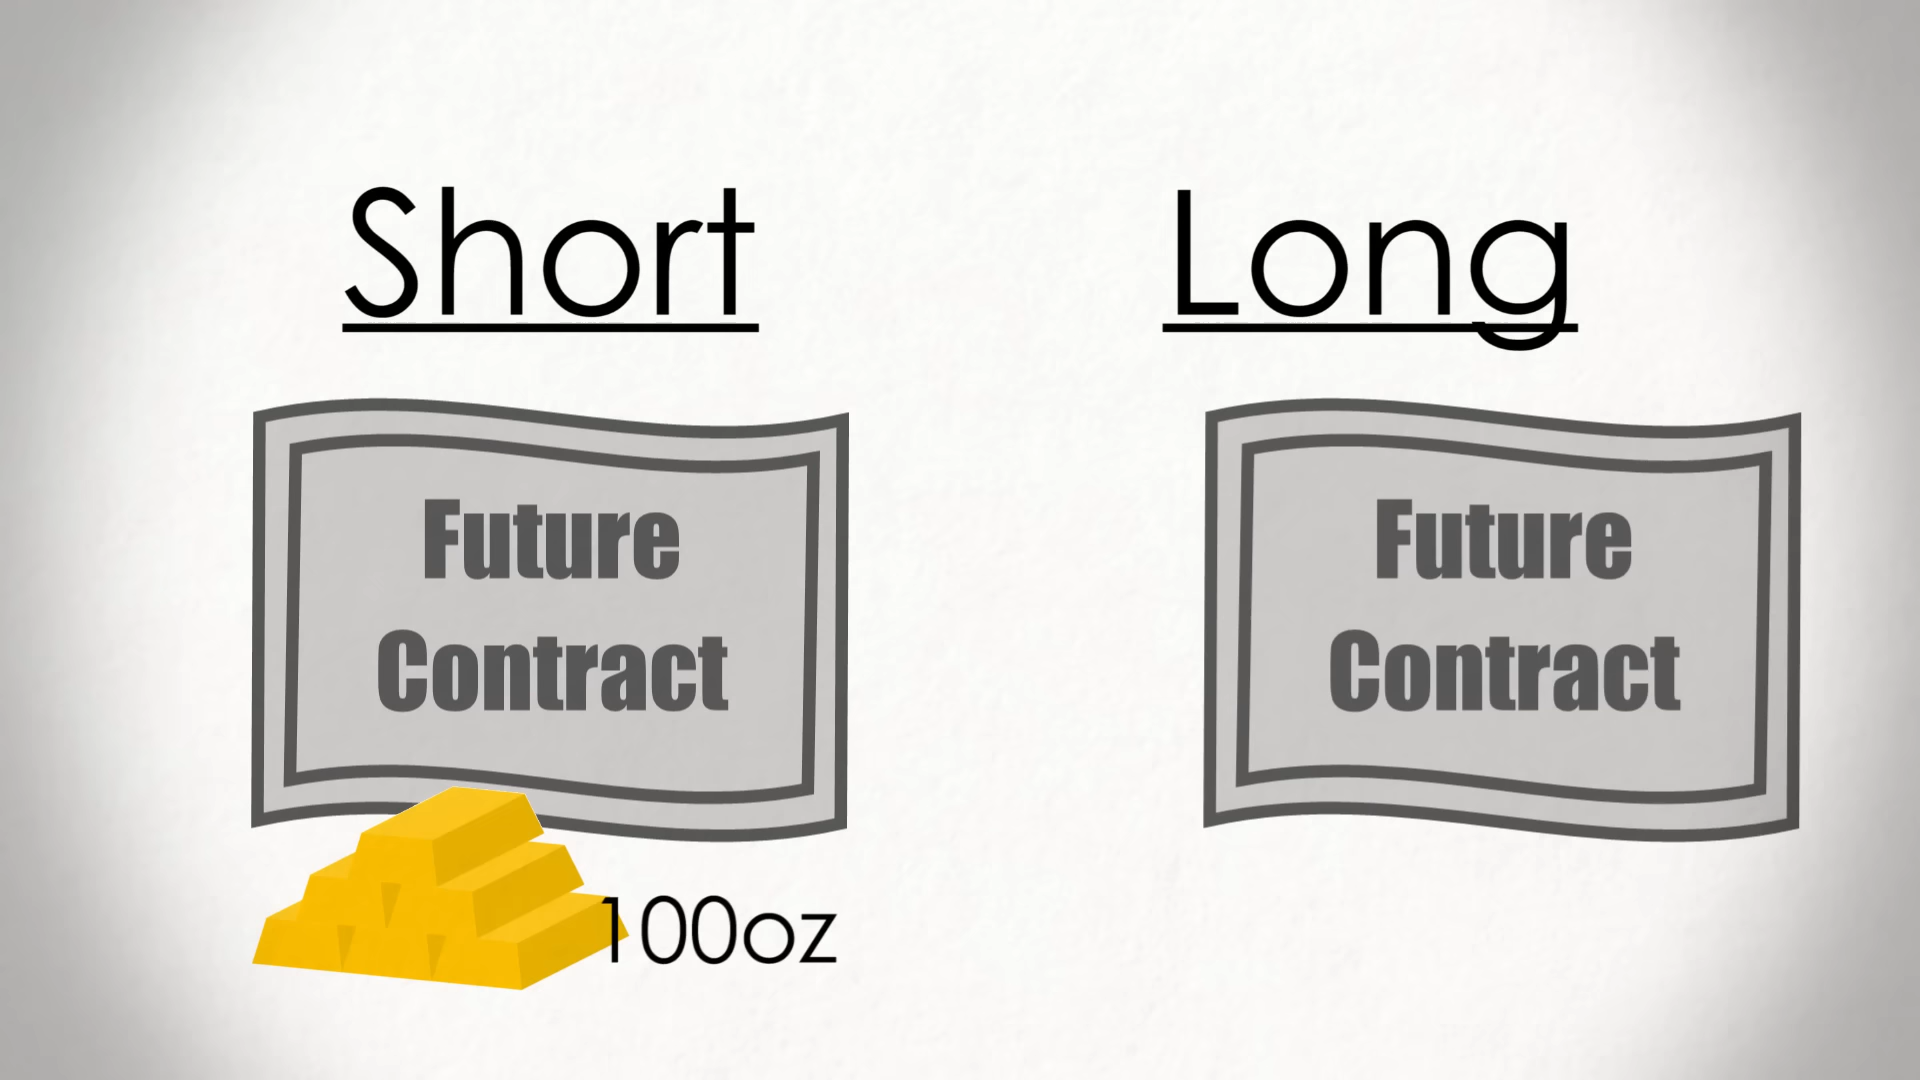 Short
Long
Future
Contract
Future
Contract
100oz